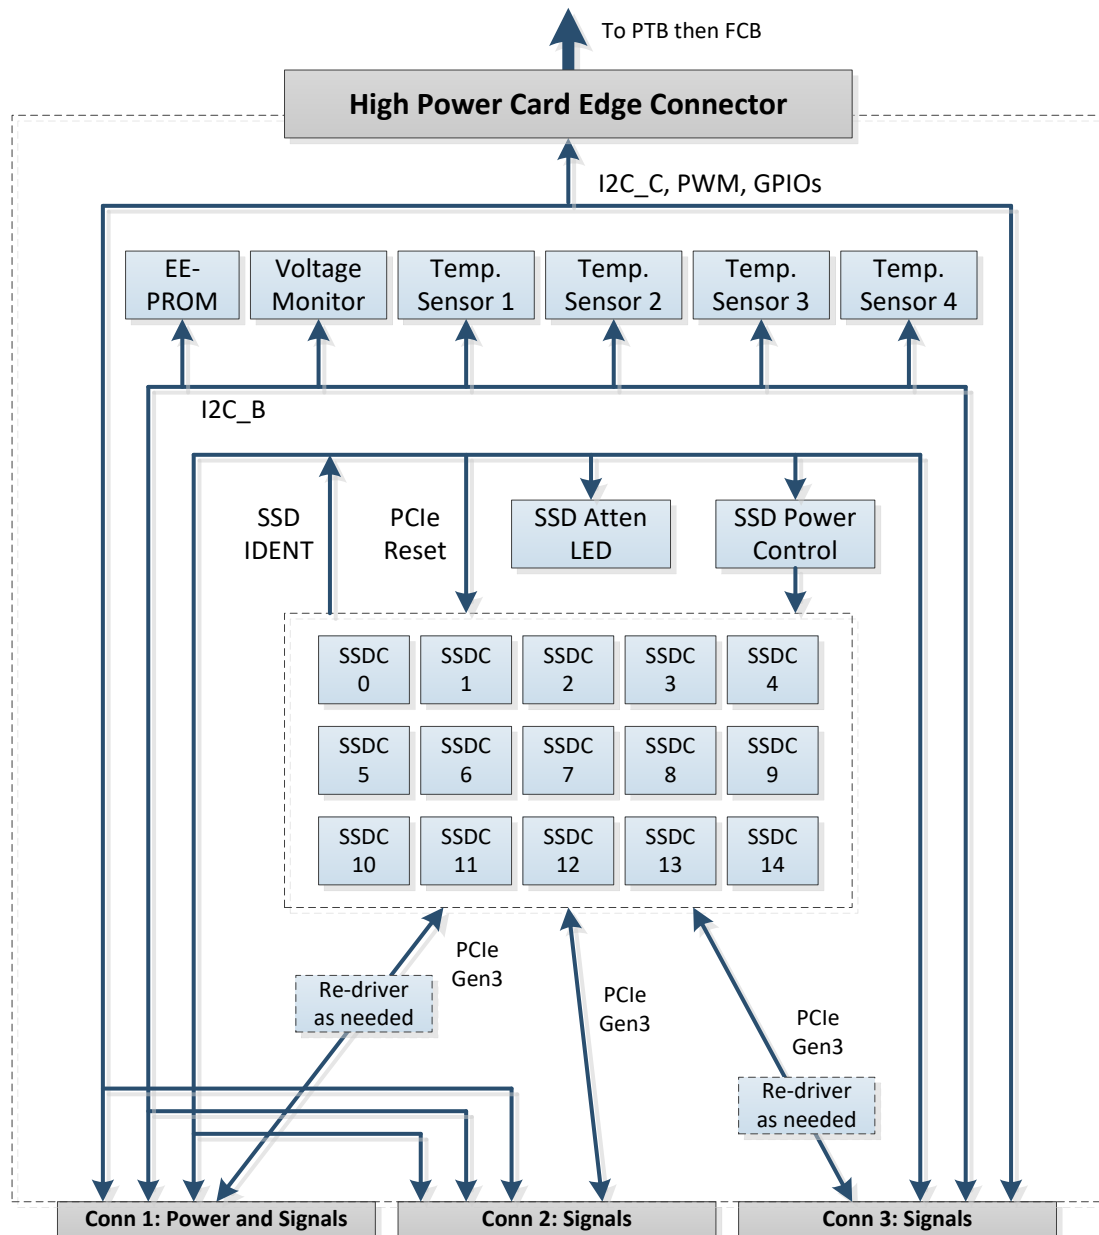 To PTB then FCB
High Power Card Edge Connector
I2C_C, PWM, GPIOs
EE-
PROM
Voltage
Monitor
Temp.
Sensor 1
Temp.
Sensor 2
Temp.
Sensor 3
Temp.
Sensor 4
I2C_B
SSD
IDENT
PCIe
Reset
SSD Atten
LED
SSD Power
Control
SSDC
0
SSDC
1
SSDC
2
SSDC
3
SSDC
4
SSDC
5
SSDC
6
SSDC
7
SSDC
8
SSDC
9
SSDC
10
SSDC
11
SSDC
12
SSDC
13
SSDC
14
PCIe
Gen3
Re-driver
as needed
PCIe
Gen3
PCIe
Gen3
Re-driver
as needed
Conn 1: Power and Signals
Conn 2: Signals
Conn 3: Signals